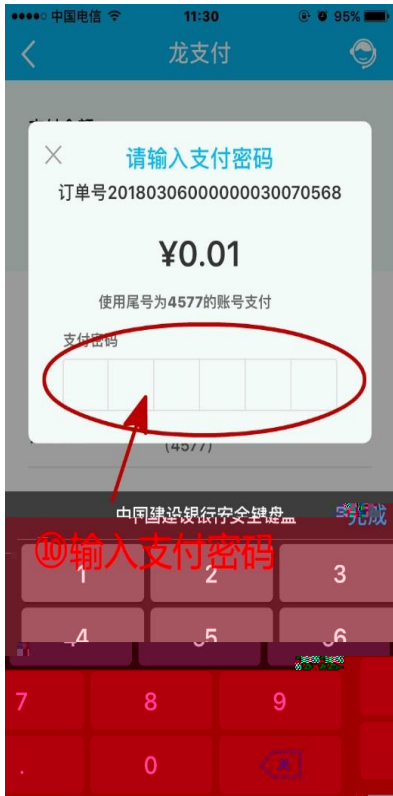 中国电信 11:30 95%
龙支付
请输入支付密码
订单号20180306000000030070568
¥0.01
使用尾号为4577的账号支付
支付密码
(4577)
中国建设银行安全键盘 完成
⑩输入支付密码
1 2 3
4 5 6
7 8 9
. 0